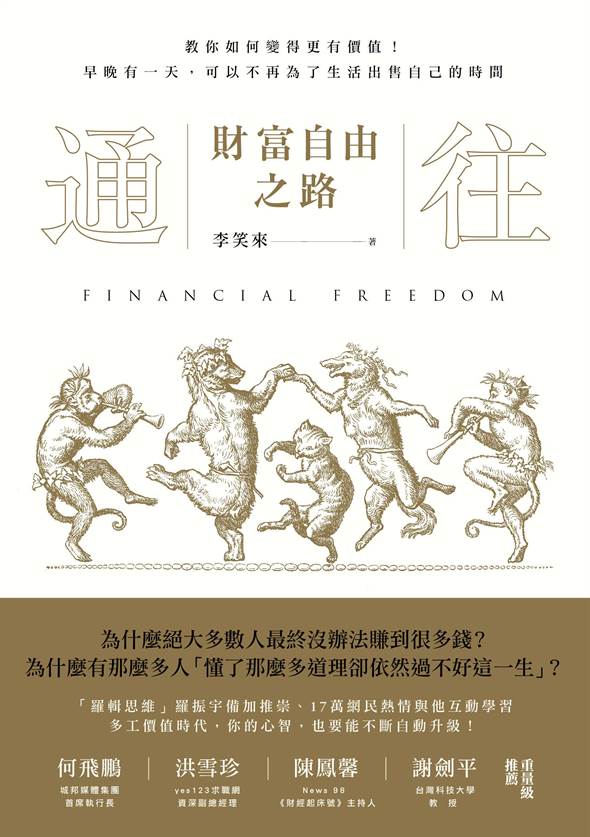 教你如何變得更有價值！
早晚有一天，可以不再為了生活出售自己的時間
通往
財富自由
之路
李笑來 著
FINANCIAL FREEDOM
為什麼絕大多數人最終沒辦法賺到很多錢？
為什麼有那麼多人「懂了那麼多道理卻依然過不好這一生」？
「羅輯思維」羅振宇備加推崇、17萬網民熱情與他互動學習
多工價值時代，你的心智，也要能不斷自動升級！
何飛鵬
城邦媒體集團
首席執行長
洪雪珍
yes123求職網
資深副總經理
陳鳳馨
News 98
《財經起床號》主持人
謝劍平
台灣科技大學
教 授
重量級
推薦